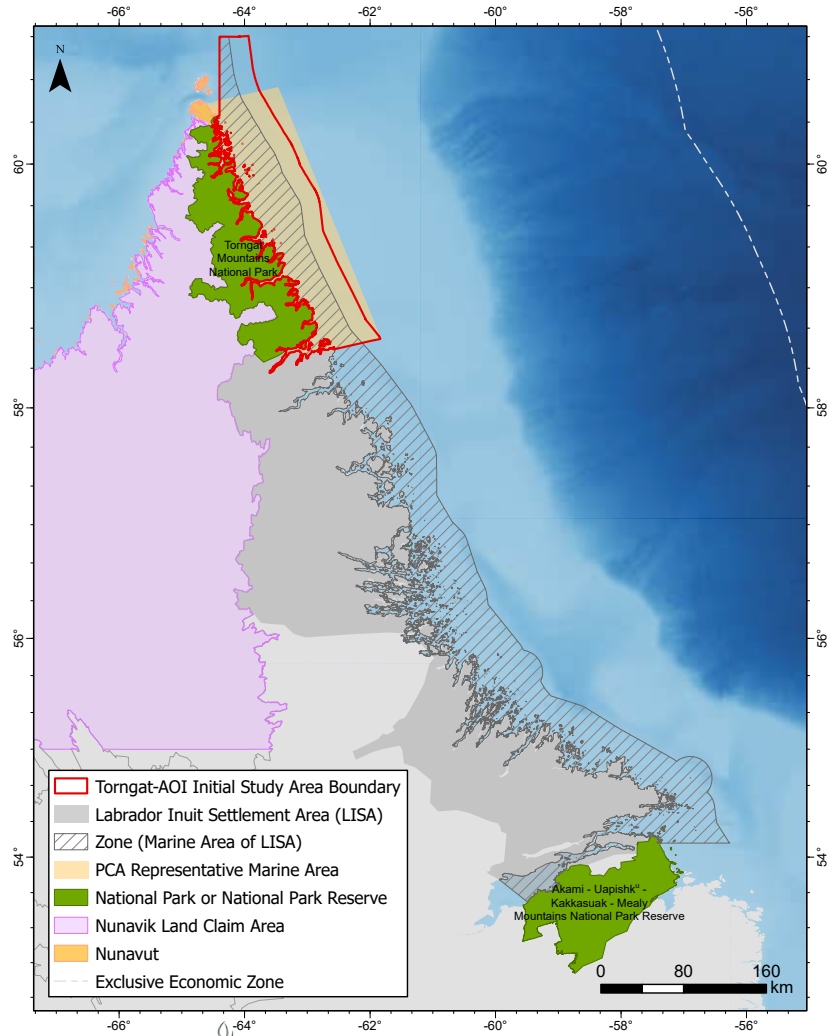 -66° -64° -62° -60° -58° -56°
N
60° 60°
Torngat
Mountains
National Park
58° 58°
56° 56°
Torngat-AOI Initial Study Area Boundary
Labrador Inuit Settlement Area (LISA)
Zone (Marine Area of LISA)
PCA Representative Marine Area
National Park or National Park Reserve
Nunavik Land Claim Area
Nunavut
Exclusive Economic Zone
54° 54°
Akami - Uapishkᵁ -
Kakkasuak - Mealy
Mountains National Park Reserve
0 80 160
km
-66° -64° -62° -60° -58° -56°